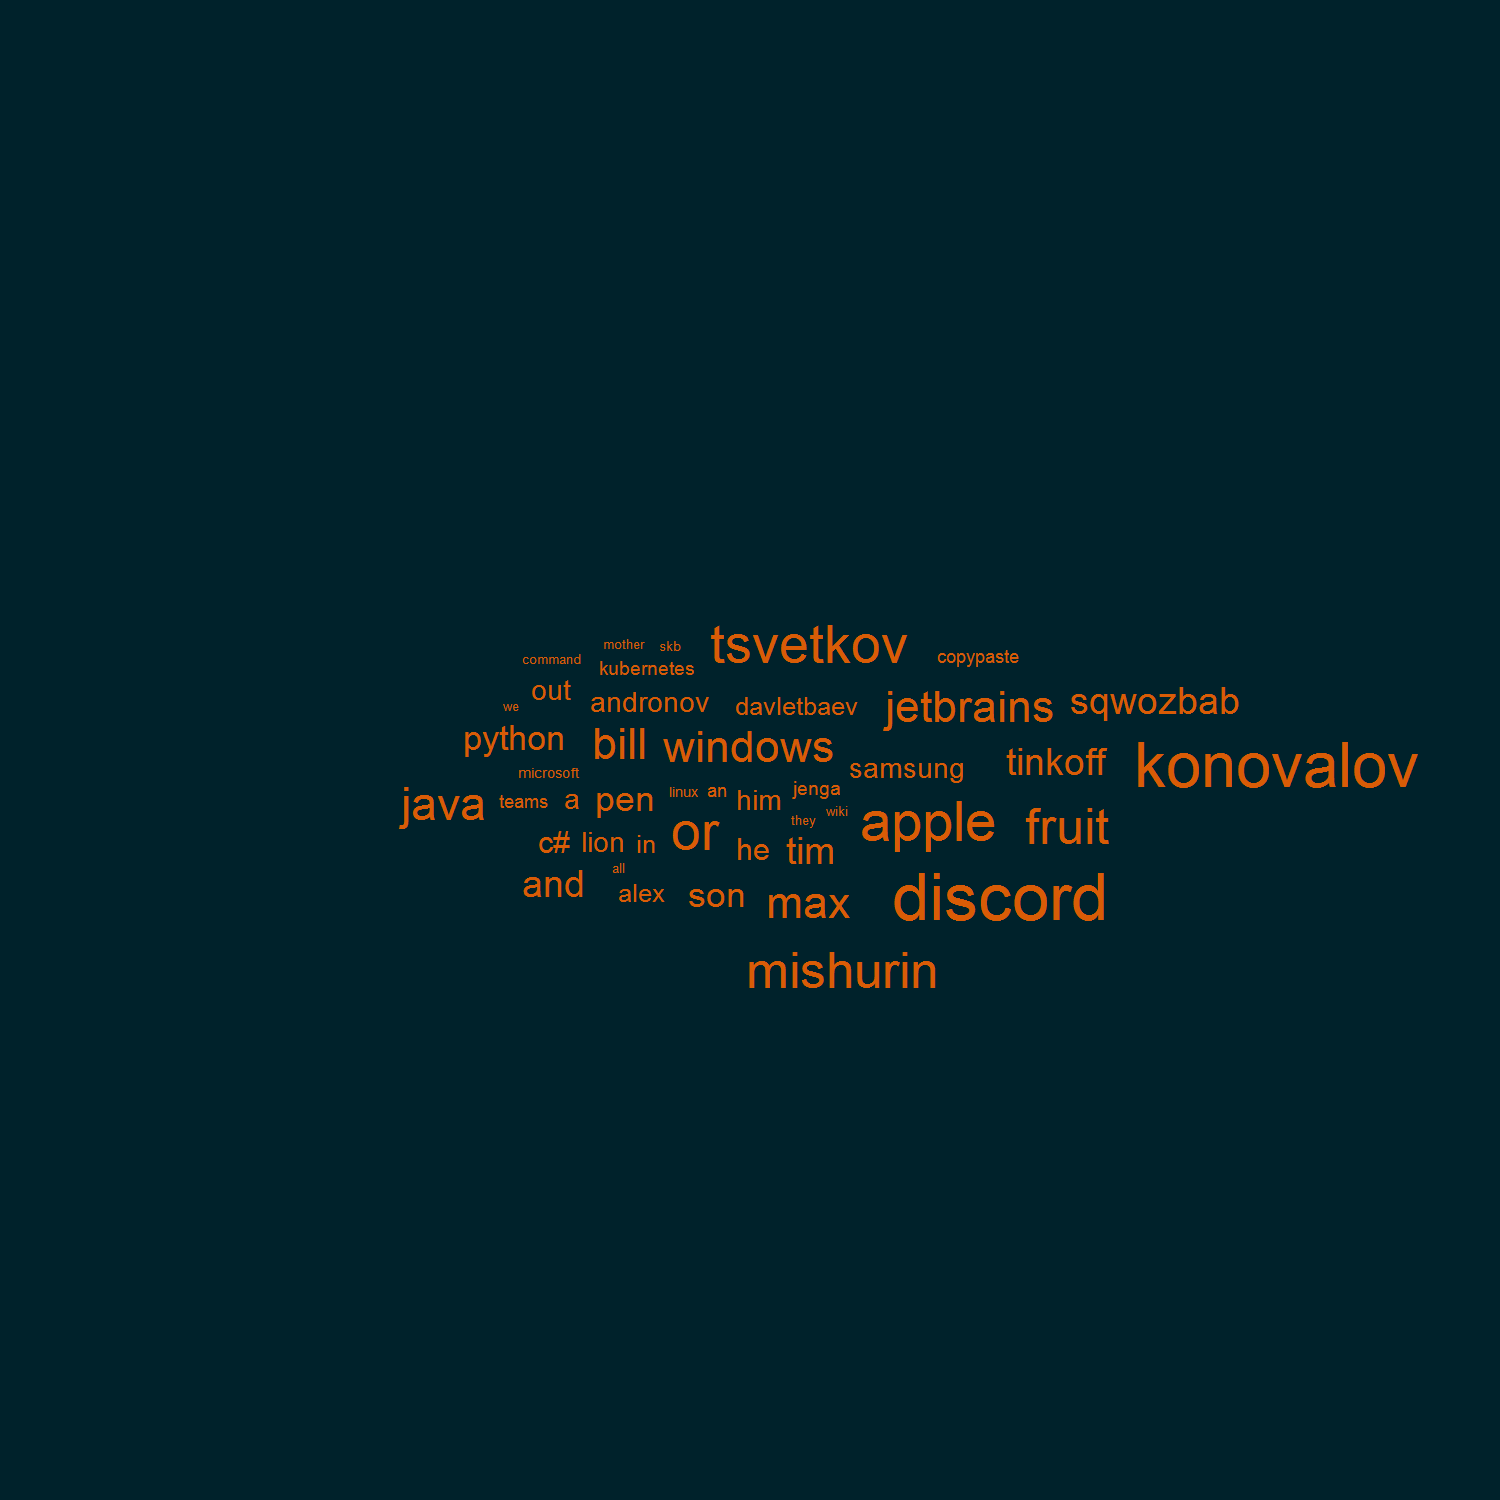 tsvetkov
mother
skb
command
kubernetes
copypaste
out
we
andronov
davletbaev
jetbrains
sqwozbab
python
bill
windows
samsung
tinkoff
konovalov
microsoft
java
teams
a
pen
linux
an
him
jenga
they
wiki
apple
fruit
c#
lion
in
or
he
tim
and
all
alex
son
max
discord
mishurin